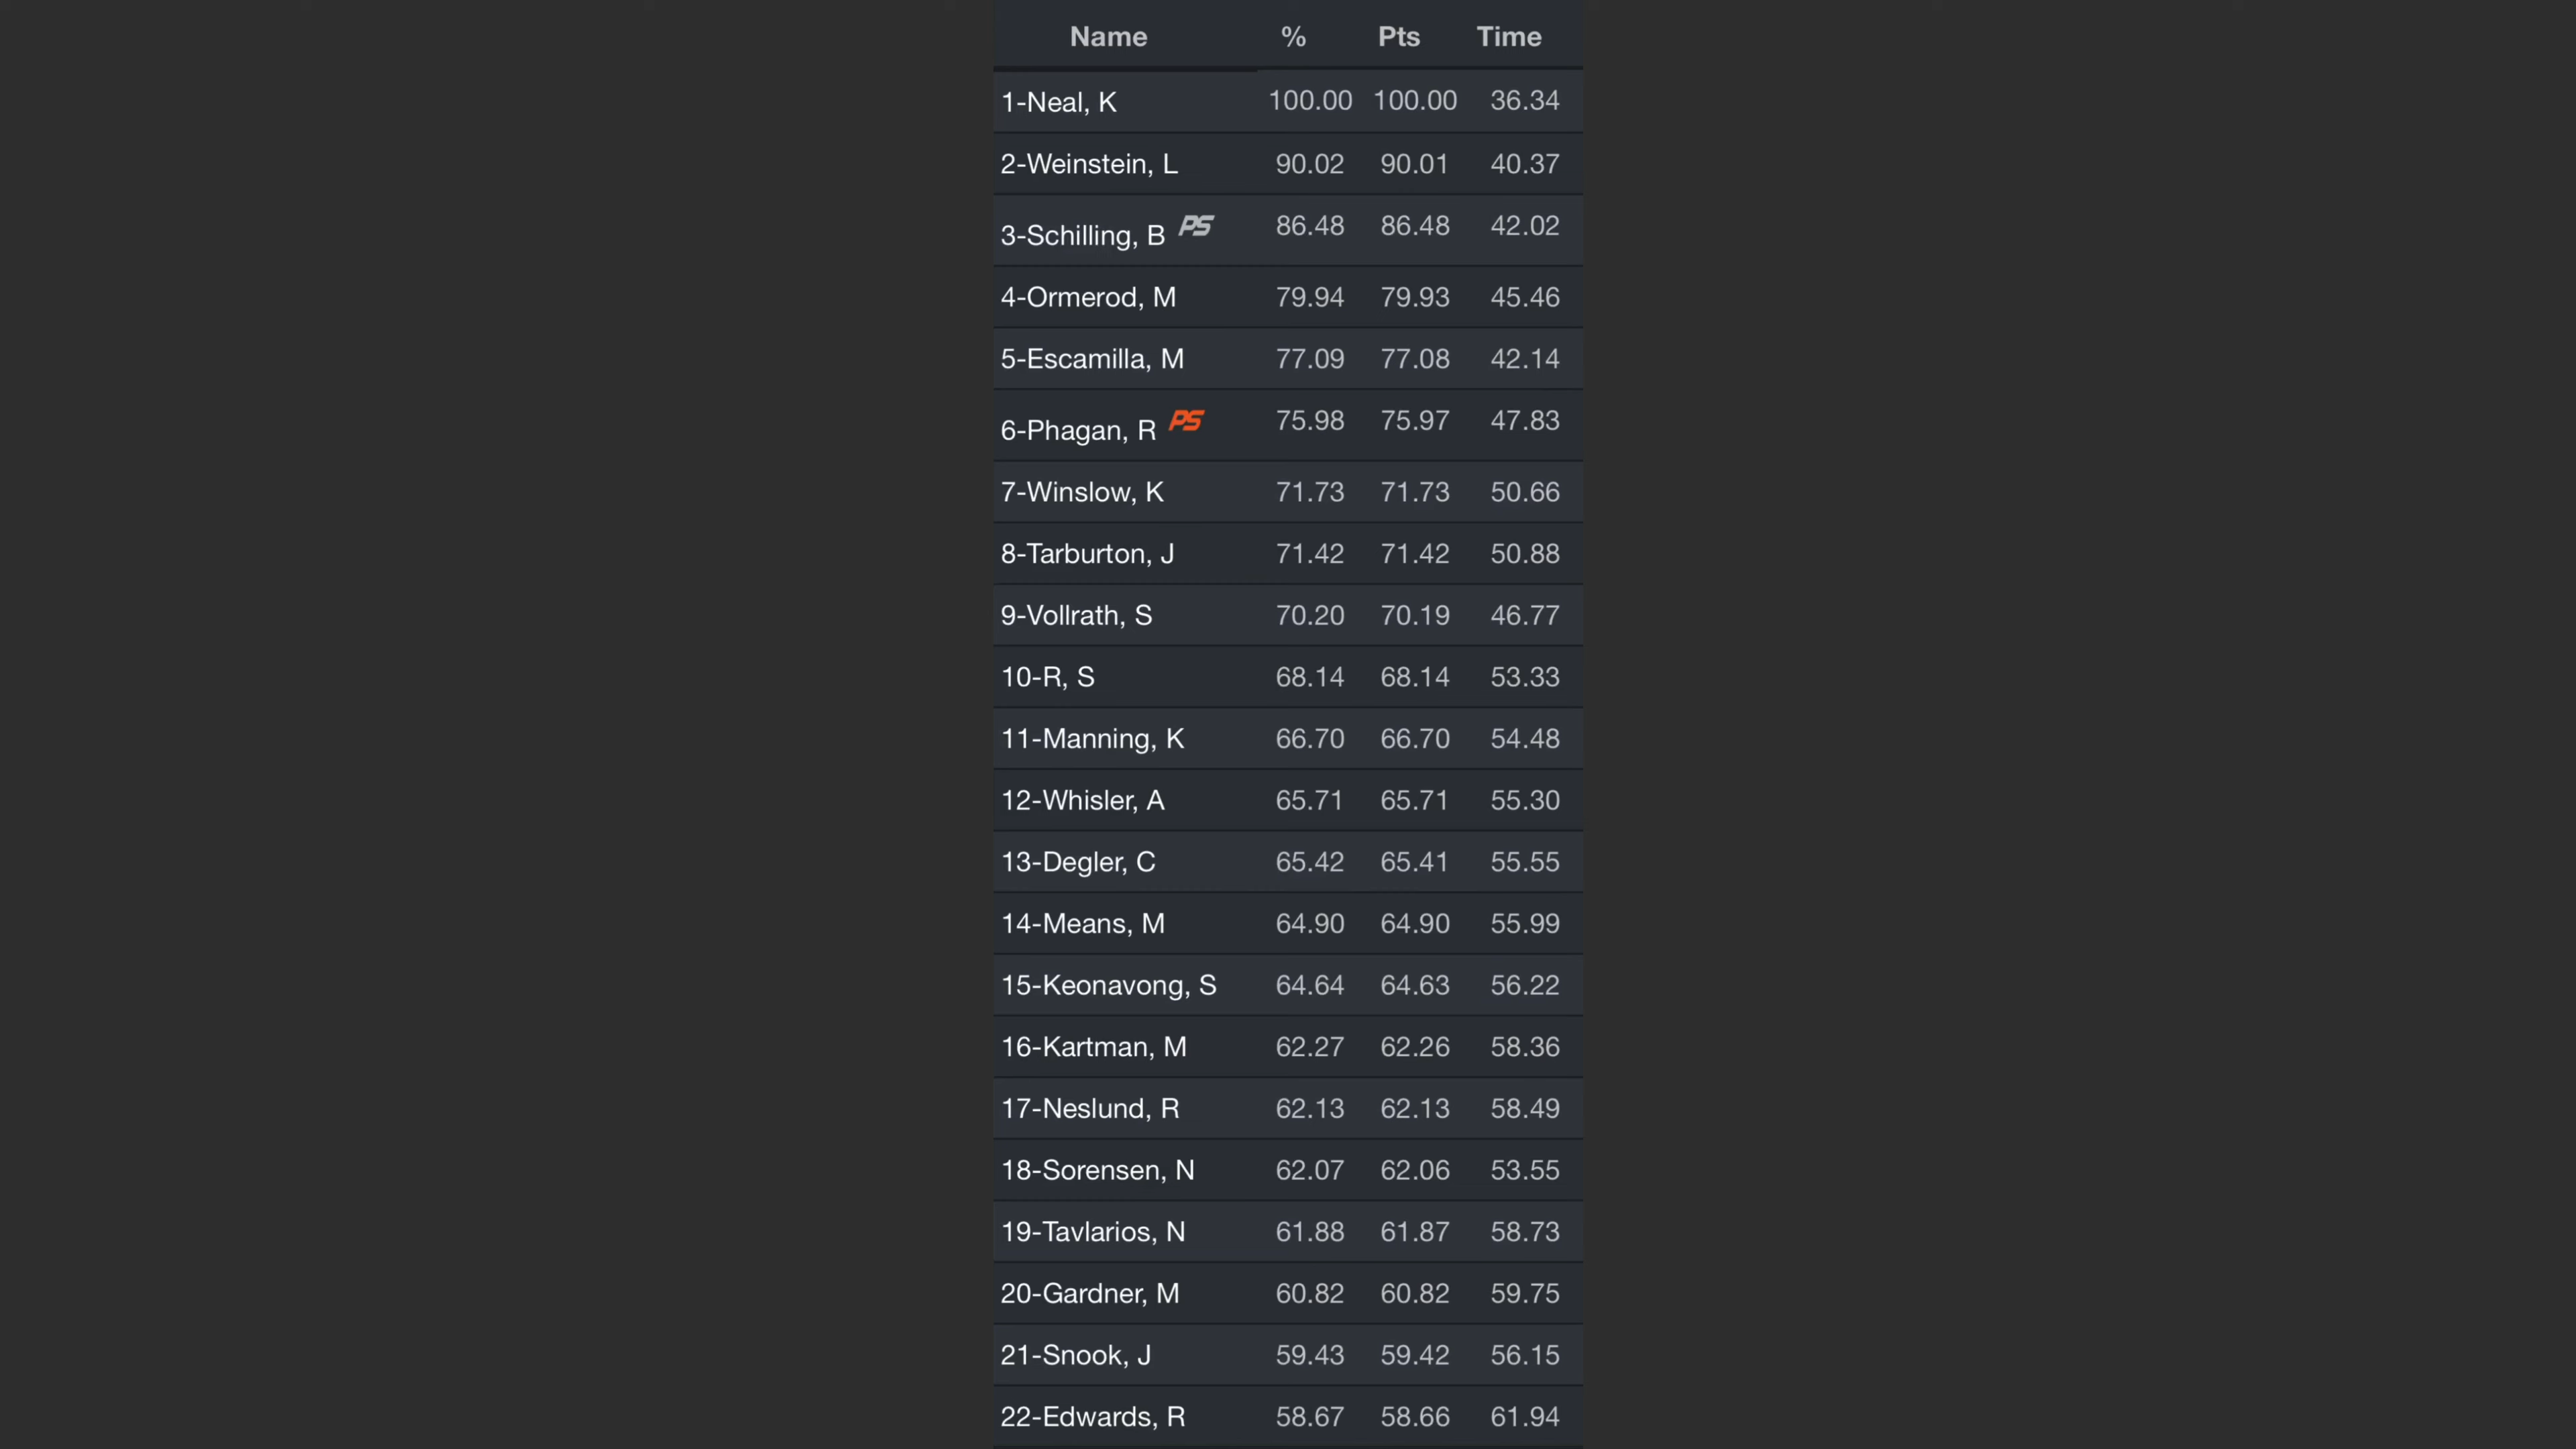 Name % Pts Time
1-Neal, K 100.00 100.00 36.34
2-Weinstein, L 90.02 90.01 40.37
3-Schilling, B PS 86.48 86.48 42.02
4-Ormerod, M 79.94 79.93 45.46
5-Escamilla, M 77.09 77.08 42.14
6-Phagan, R PS 75.98 75.97 47.83
7-Winslow, K 71.73 71.73 50.66
8-Tarburton, J 71.42 71.42 50.88
9-Vollrath, S 70.20 70.19 46.77
10-R, S 68.14 68.14 53.33
11-Manning, K 66.70 66.70 54.48
12-Whisler, A 65.71 65.71 55.30
13-Degler, C 65.42 65.41 55.55
14-Means, M 64.90 64.90 55.99
15-Keonavong, S 64.64 64.63 56.22
16-Kartman, M 62.27 62.26 58.36
17-Neslund, R 62.13 62.13 58.49
18-Sorensen, N 62.07 62.06 53.55
19-Tavlarios, N 61.88 61.87 58.73
20-Gardner, M 60.82 60.82 59.75
21-Snook, J 59.43 59.42 56.15
22-Edwards, R 58.67 58.66 61.94